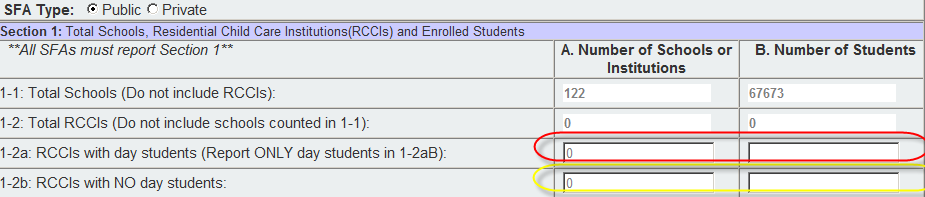 SFA Type: Public Private
Section 1: Total Schools, Residential Child Care Institutions(RCCIs) and Enrolled Students
**All SFAs must report Section 1**
A. Number of Schools or Institutions
B. Number of Students
1-1: Total Schools (Do not include RCCIs): 122 67673
1-2: Total RCCIs (Do not include schools counted in 1-1): 0 0
1-2a: RCCIs with day students (Report ONLY day students in 1-2aB): 0
1-2b: RCCIs with NO day students: 0